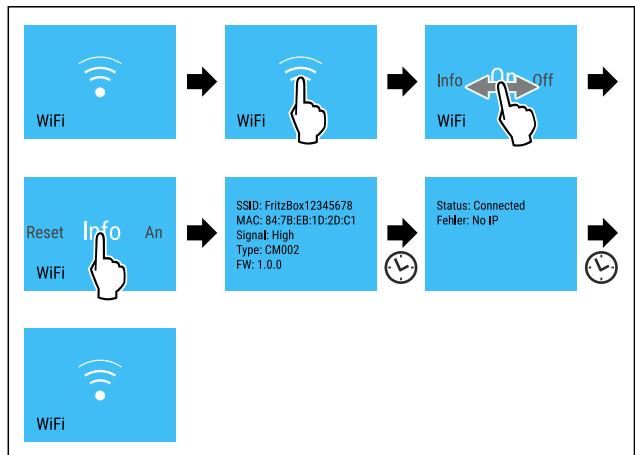 WiFi
WiFi
Info On Off
WiFi
Reset Info An
WiFi
SSID: FritzBox12345678
MAC: 84:7B:EB:1D:2D:C1
Signal: High
Type: CM002
FW: 1.0.0
Status: Connected
Fehler: No IP
WiFi